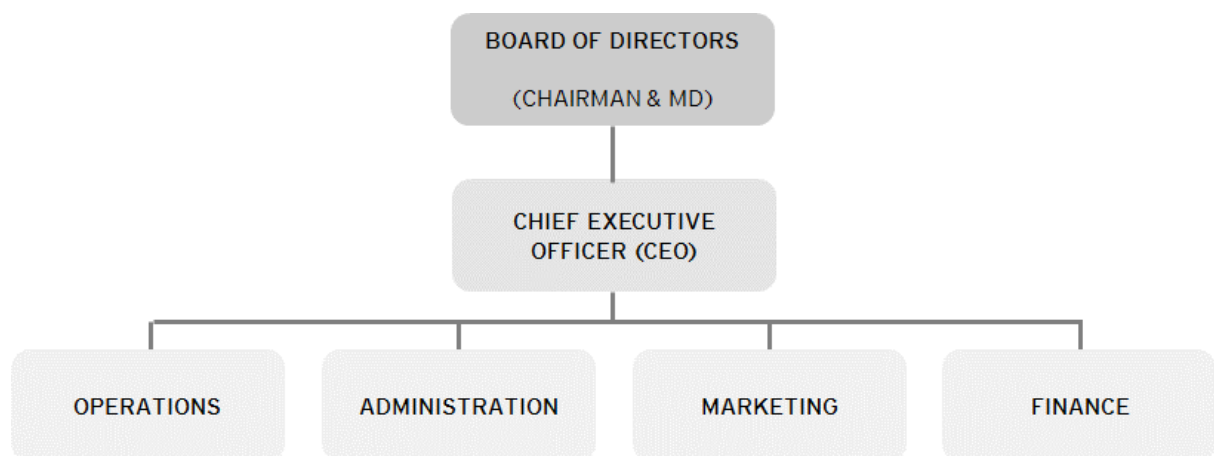 BOARD OF DIRECTORS
(CHAIRMAN & MD)
CHIEF EXECUTIVE
OFFICER (CEO)
OPERATIONS
ADMINISTRATION
MARKETING
FINANCE